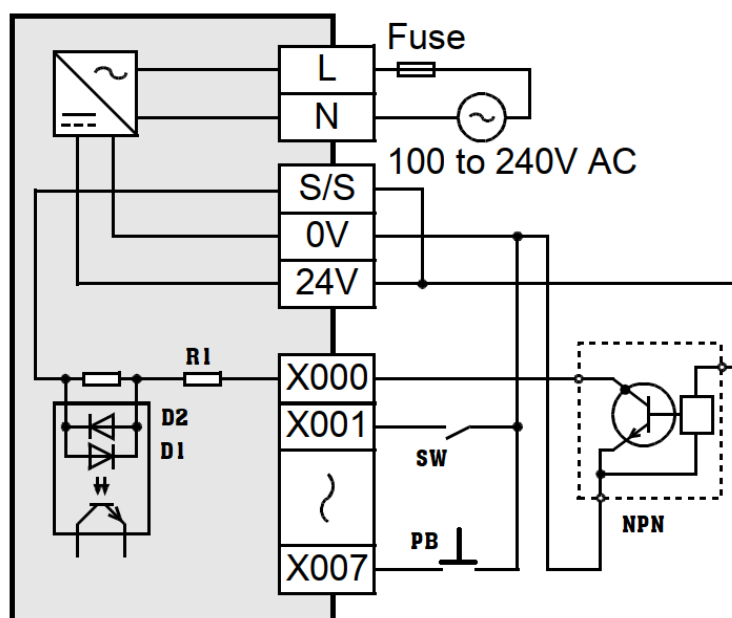 Fuse
L
N
100 to 240V AC
S/S
0V
24V
R1
X000
X001
D2
D1
SW
NPN
PB
X007